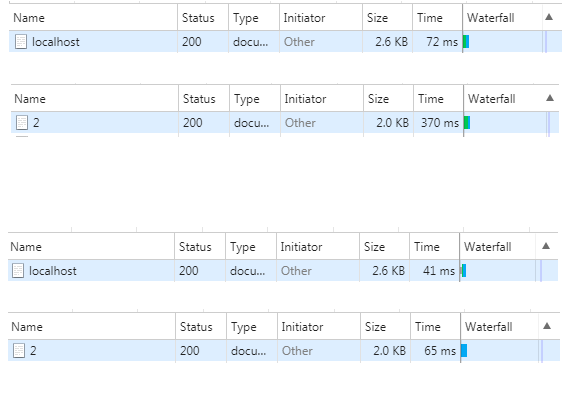 Name Status Type Initiator Size Time Waterfall ▲
localhost 200 docu... Other 2.6 KB 72 ms
Name Status Type Initiator Size Time Waterfall ▲
2 200 docu... Other 2.0 KB 370 ms
Name Status Type Initiator Size Time Waterfall ▲
localhost 200 docu... Other 2.6 KB 41 ms
Name Status Type Initiator Size Time Waterfall ▲
2 200 docu... Other 2.0 KB 65 ms